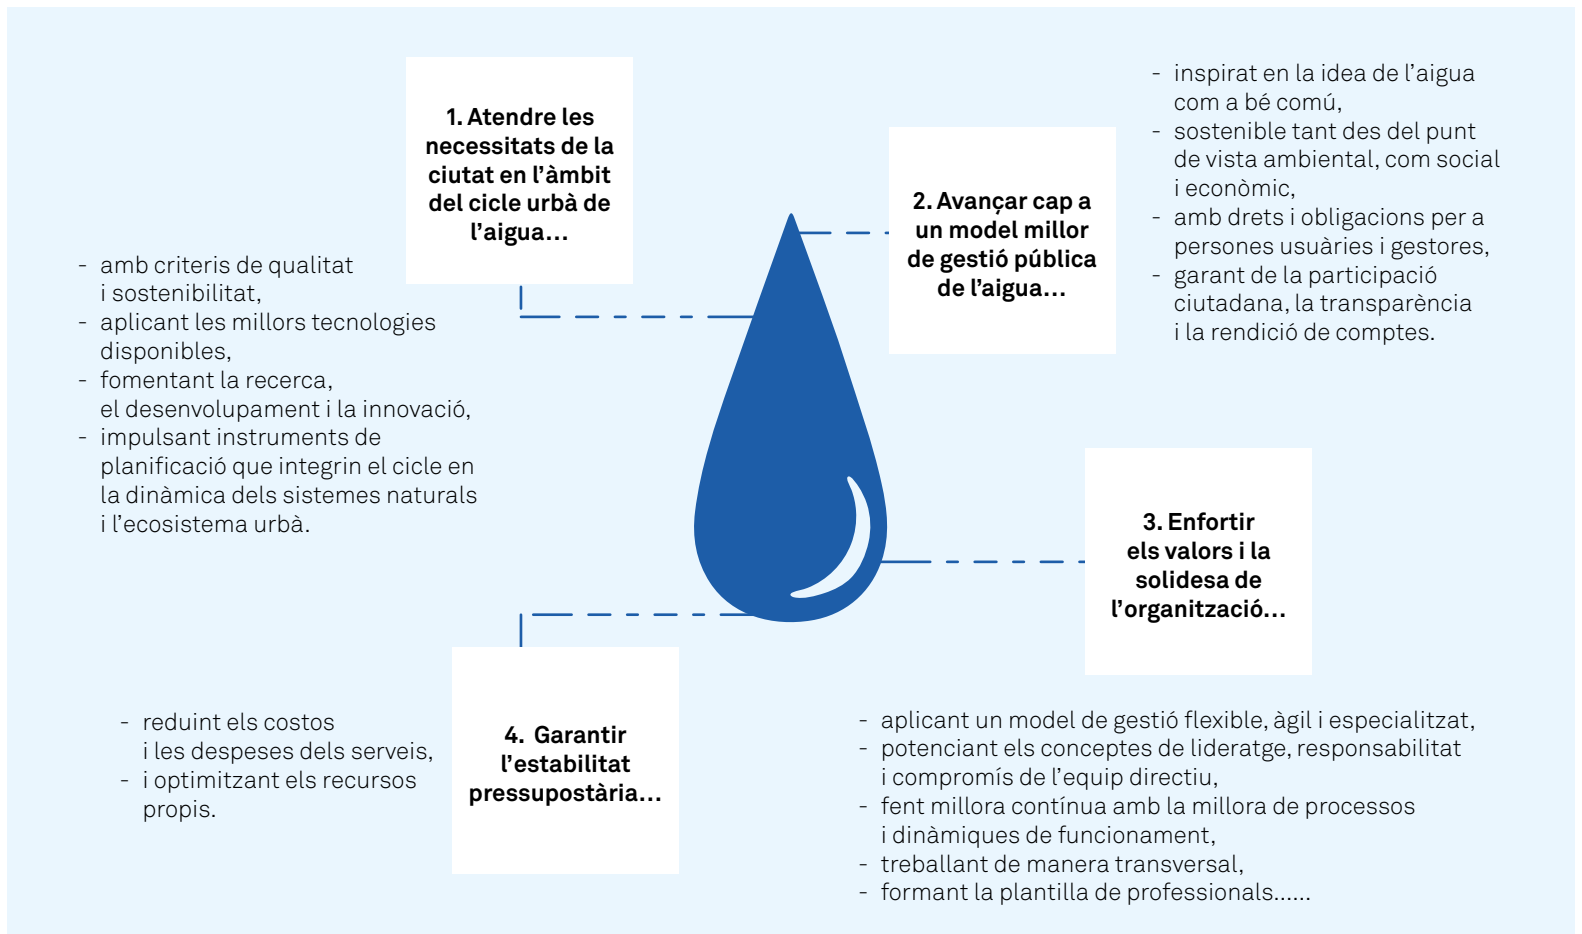 1. Atendre les
necessitats de la
ciutat en l'àmbit
del cicle urbà de
l'aigua...
- amb criteris de qualitat
i sostenibilitat,
- aplicant les millors tecnologies
disponibles,
- fomentant la recerca,
el desenvolupament i la innovació,
- impulsant instruments de
planificació que integrin el cicle en
la dinàmica dels sistemes naturals
i l'ecosistema urbà.
2. Avançar cap a
un model millor
de gestió pública
de l'aigua...
- inspirat en la idea de l'aigua
com a bé comú,
- sostenible tant des del punt
de vista ambiental, com social
i econòmic,
- amb drets i obligacions per a
persones usuàries i gestores,
- garant de la participació
ciutadana, la transparència
i la rendició de comptes.
3. Enfortir
els valors i la
solidesa de
l'organització...
- aplicant un model de gestió flexible, àgil i especialitzat,
- potenciant els conceptes de lideratge, responsabilitat
i compromís de l'equip directiu,
- fent millora contínua amb la millora de processos
i dinàmiques de funcionament,
- treballant de manera transversal,
- formant la plantilla de professionals......
4. Garantir
l'estabilitat
pressupostària...
- reduint els costos
i les despeses dels serveis,
- i optimitzant els recursos
propis.